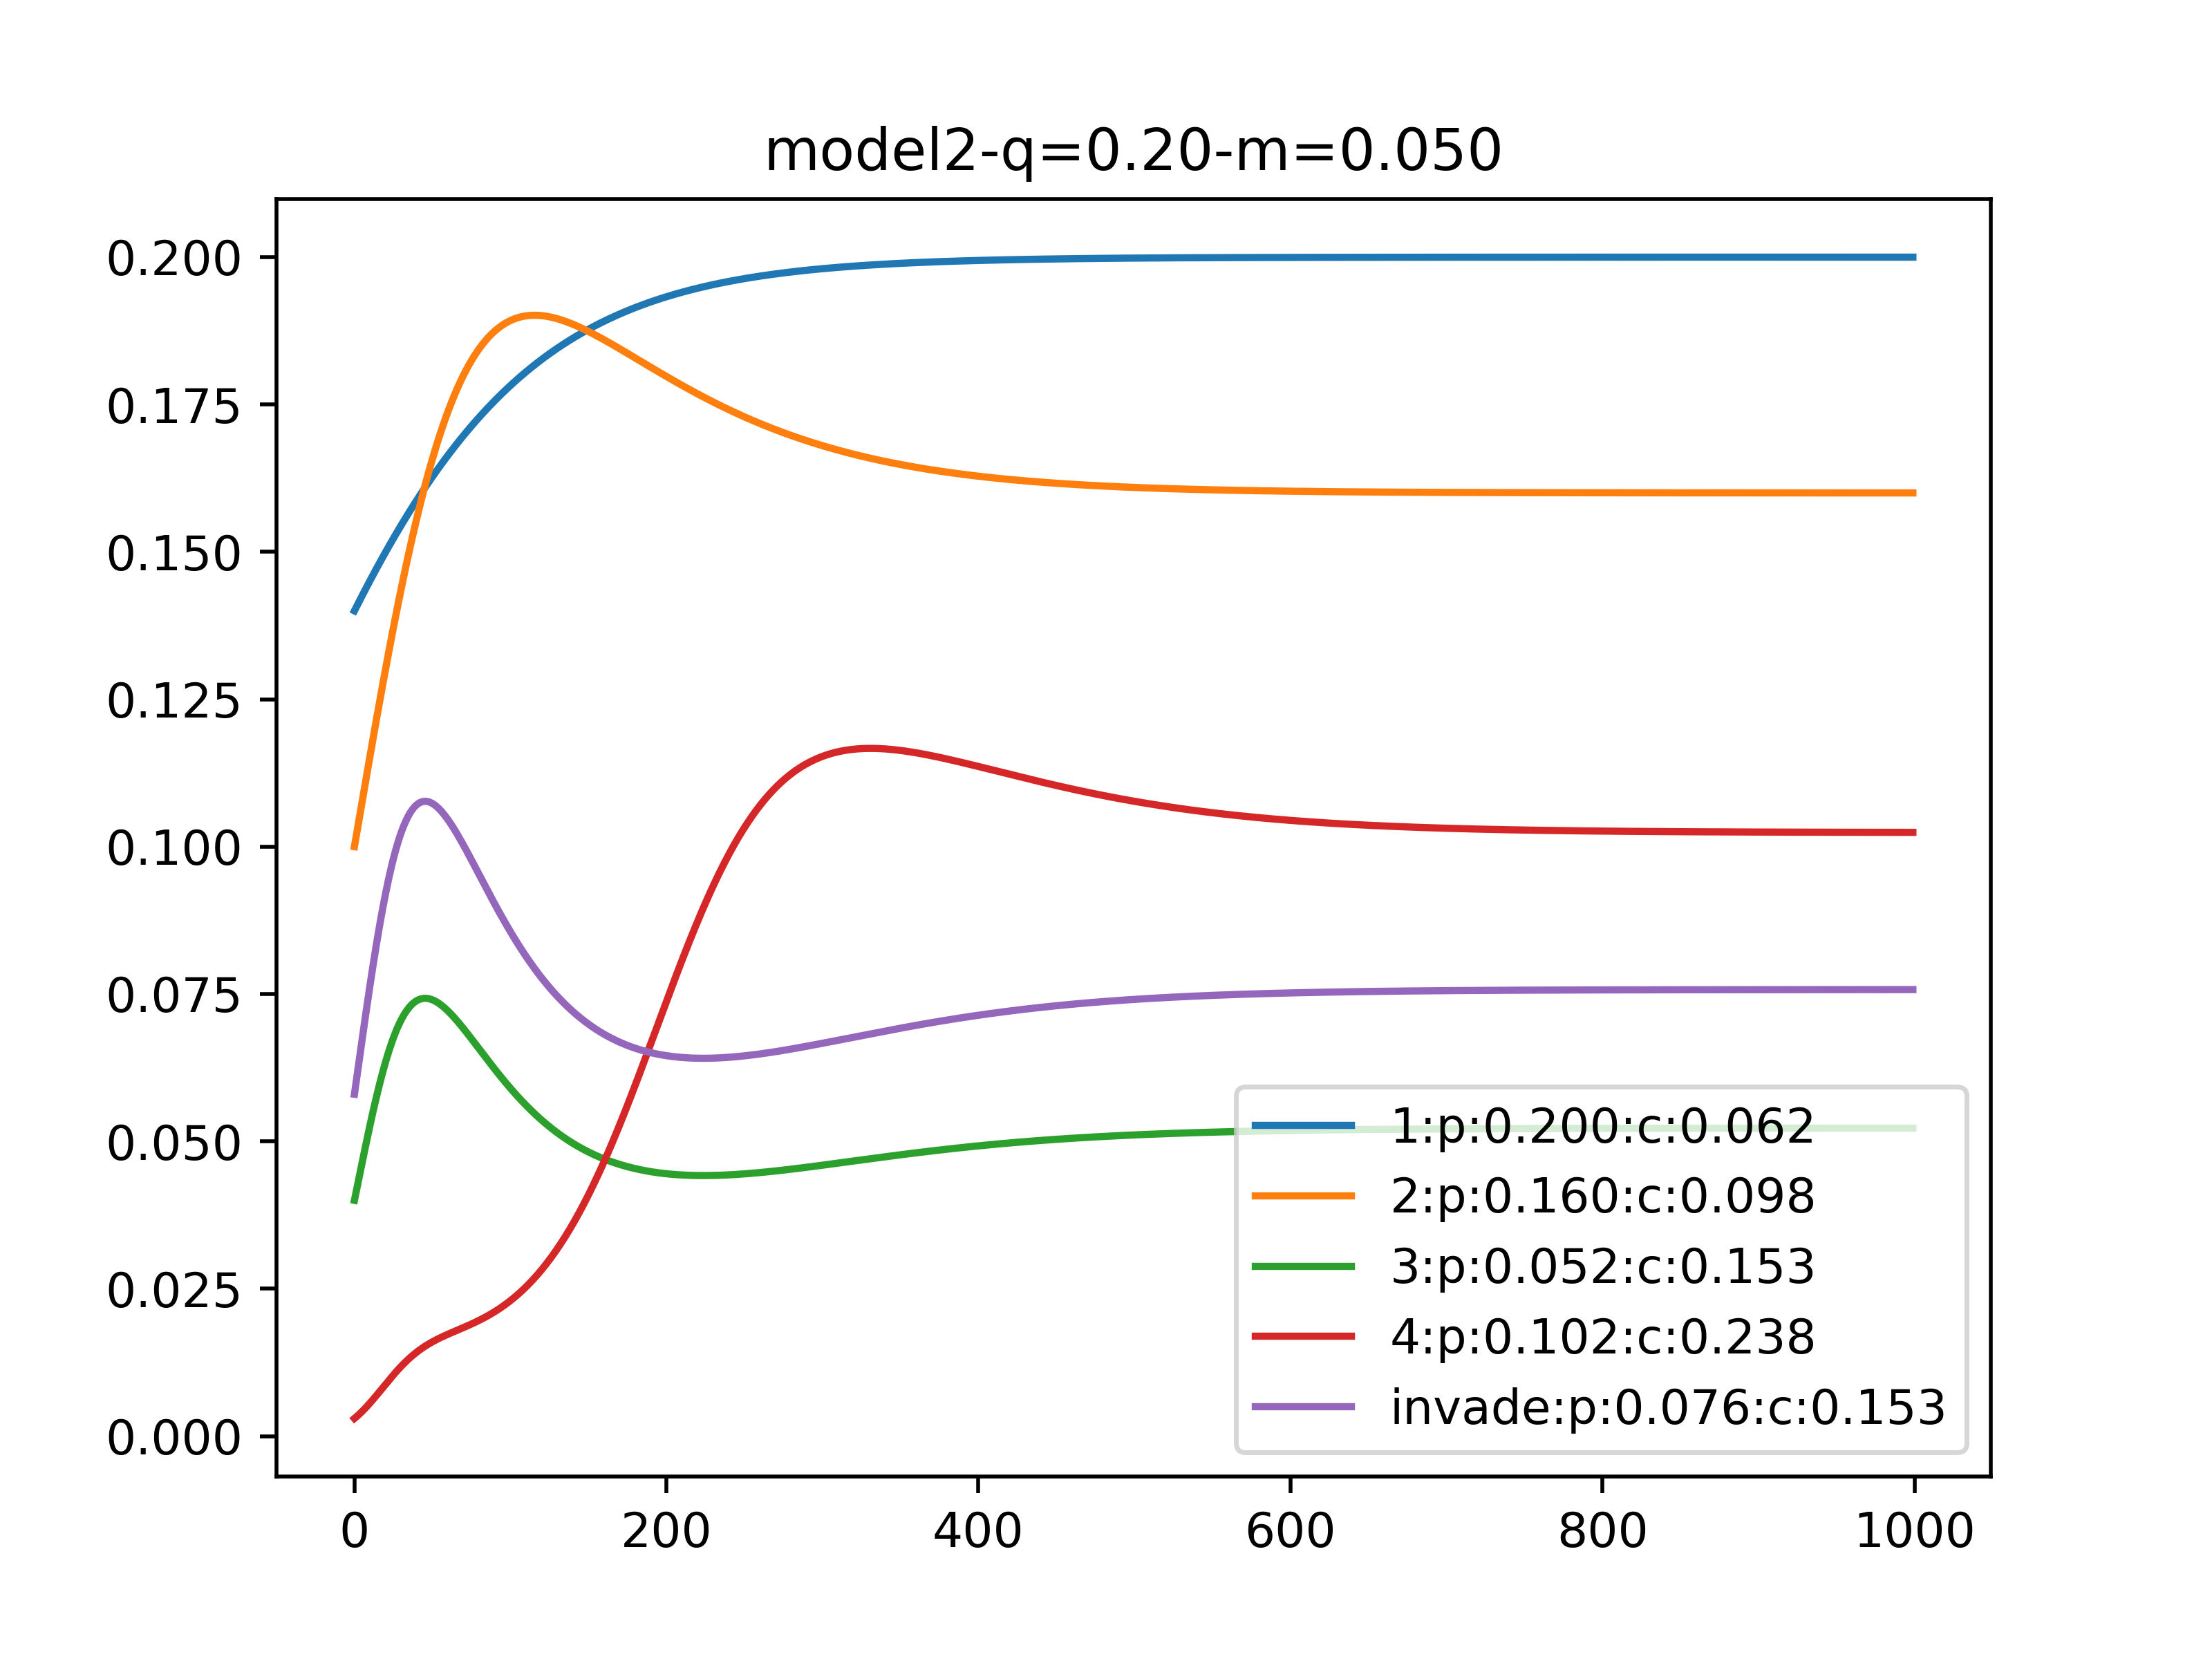 model2-q=0.20-m=0.050
0.200
0.175
0.150
0.125
0.100
0.075
0.050
0.025
0.000
1:p:0.200:c:0.062
2:p:0.160:c:0.098
3:p:0.052:c:0.153
4:p:0.102:c:0.238
invade:p:0.076:c:0.153
0 200 400 600 800 1000